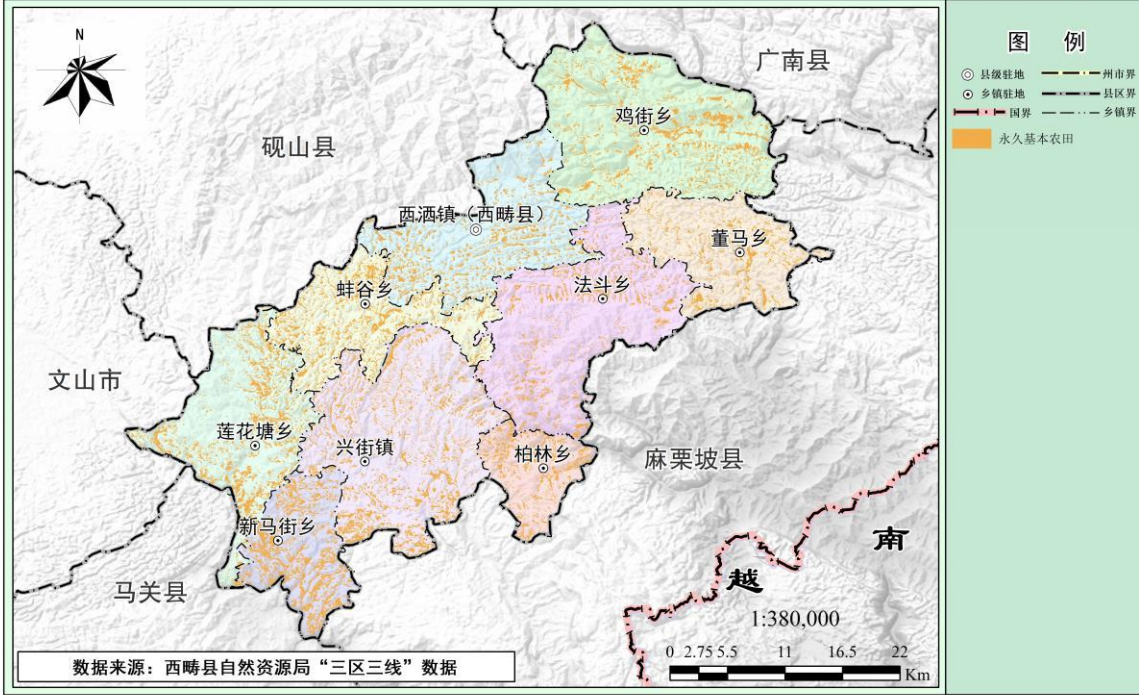 N
广南县
鸡街乡
砚山县
西洒镇（西畴县）
董马乡
法斗乡
蚌谷乡
文山市
莲花塘乡
兴街镇
柏林乡
麻栗坡县
新马街乡
南
越
马关县
1:380,000
0 2.75 5.5 11 16.5 22
Km
数据来源：西畴县自然资源局“三区三线”数据
图 例
县级驻地 州市界
乡镇驻地 县区界
国界 乡镇界
永久基本农田